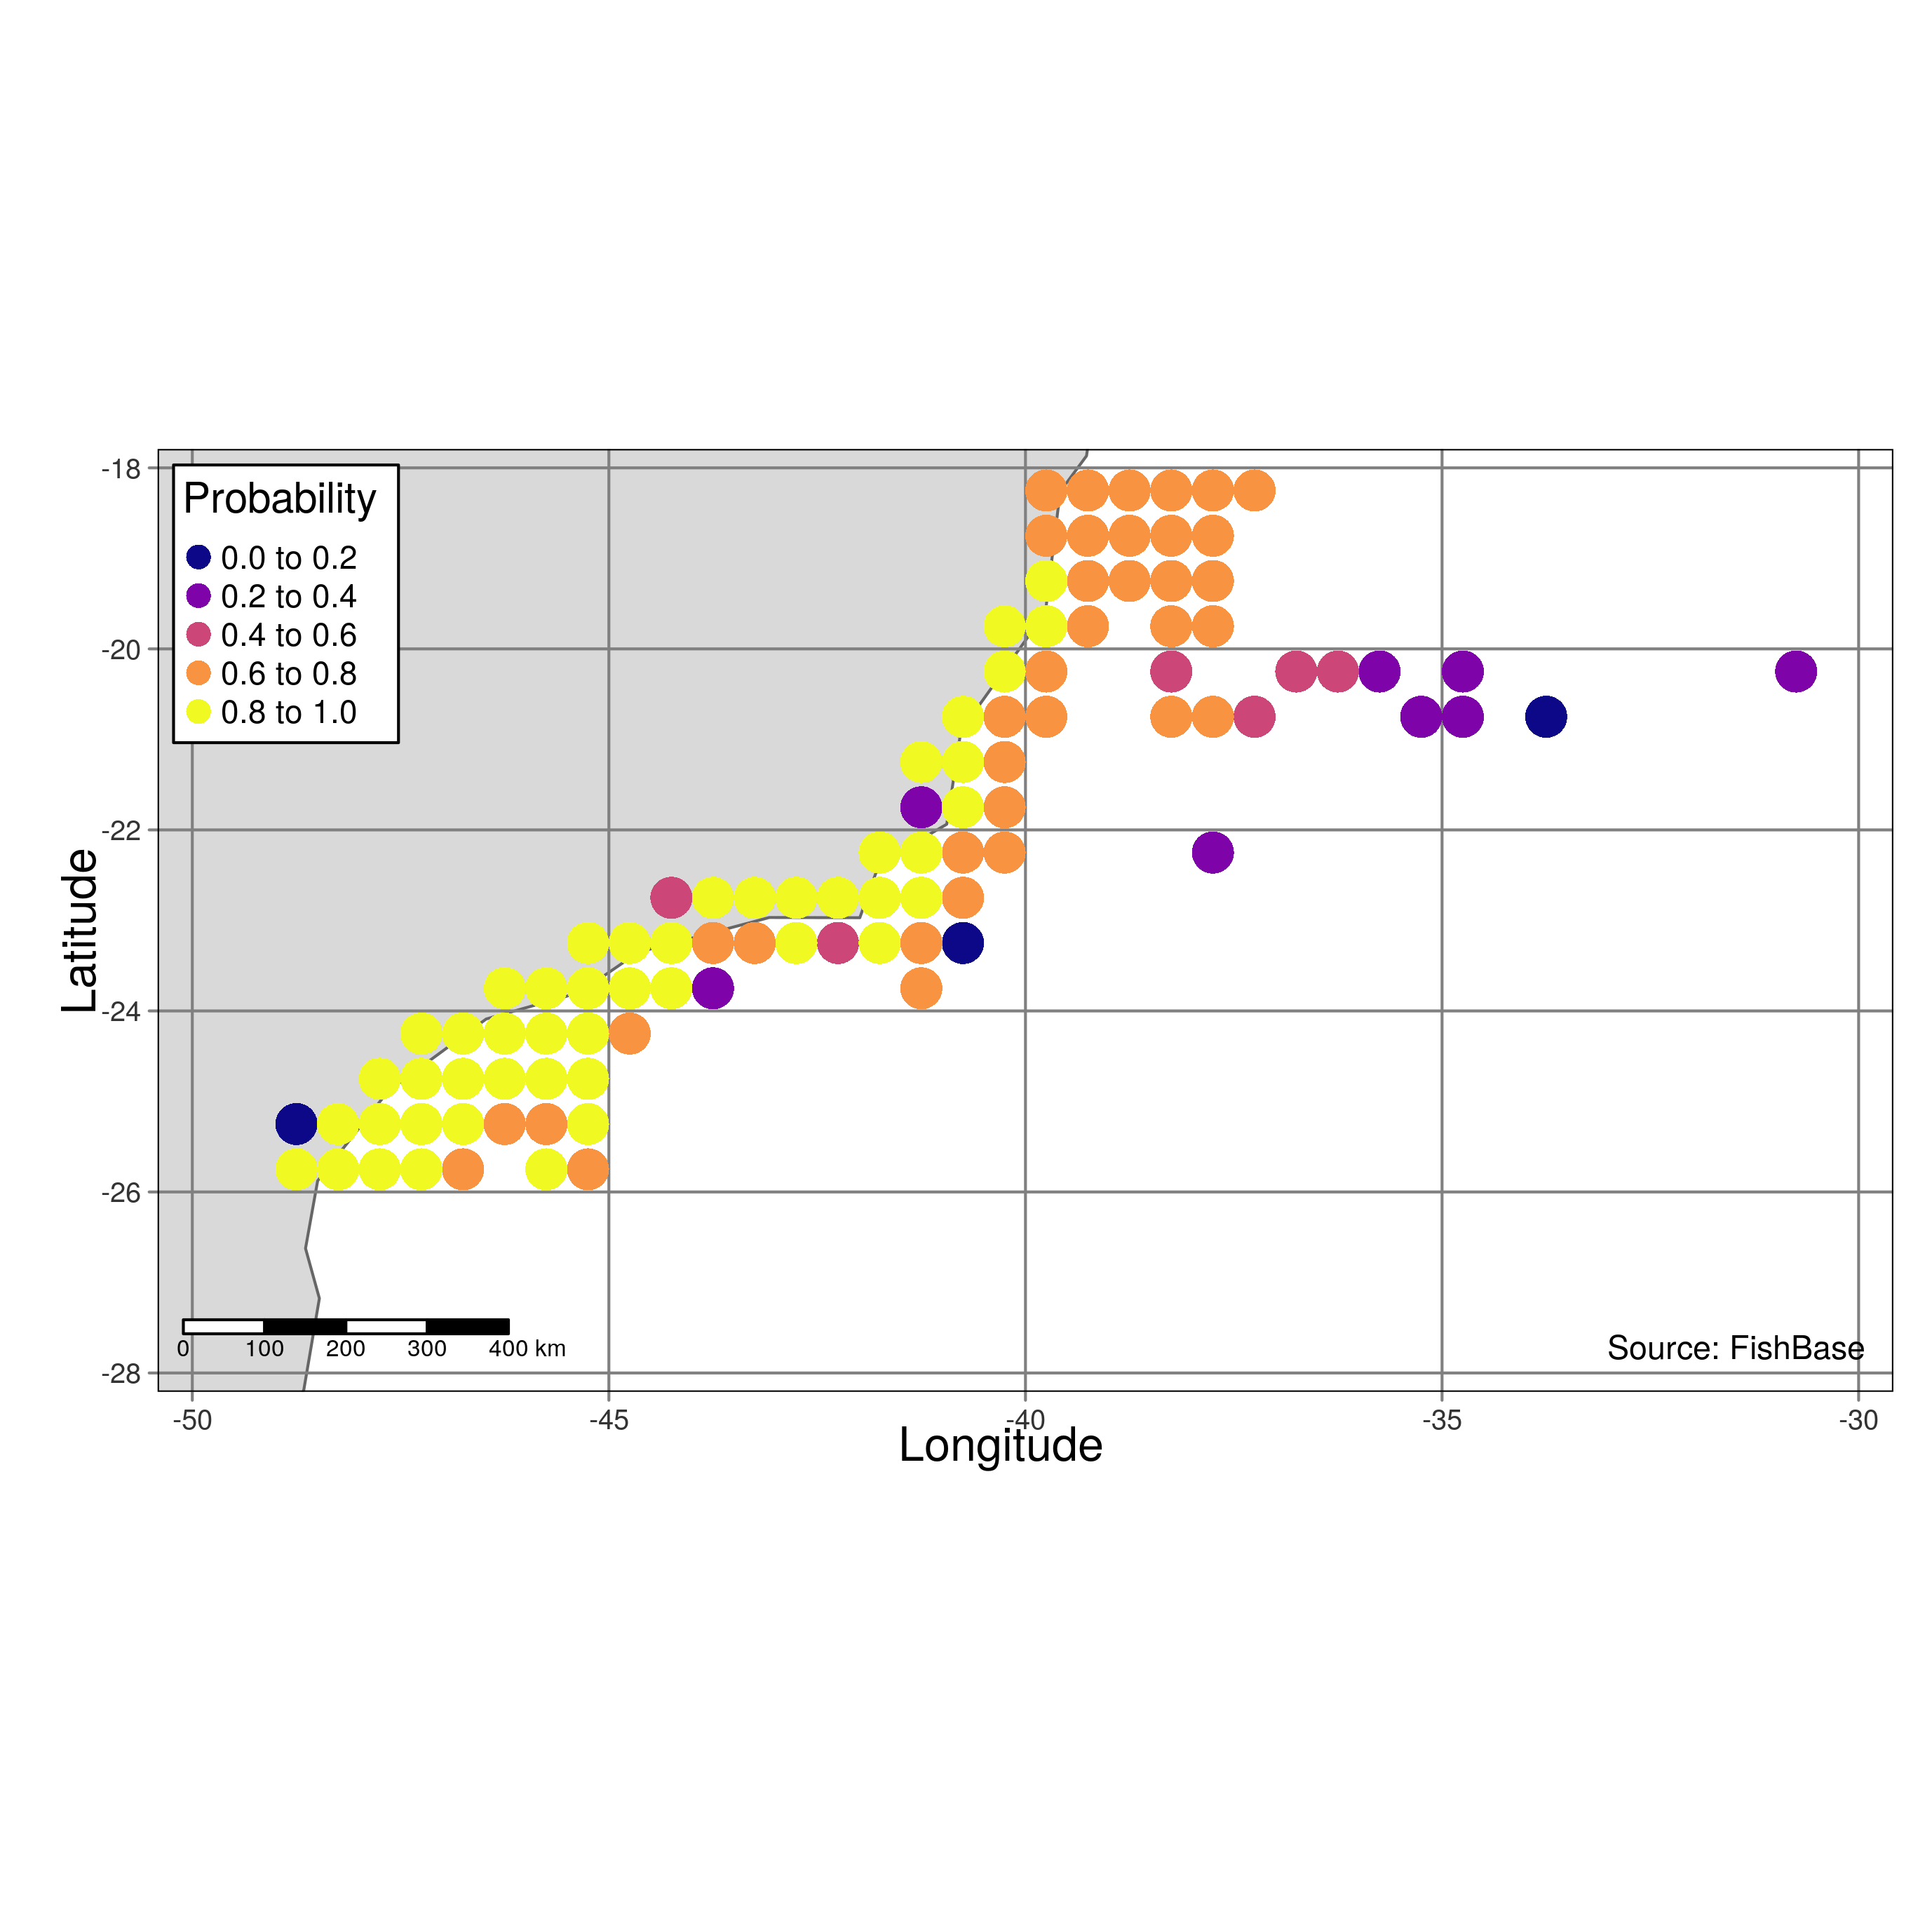 Probability
0.0 to 0.2
0.2 to 0.4
0.4 to 0.6
0.6 to 0.8
0.8 to 1.0
-18
-20
-22
-24
-26
-28
Latitude
0 100 200 300 400 km
Source: FishBase
-50 -45 -40 -35 -30
Longitude